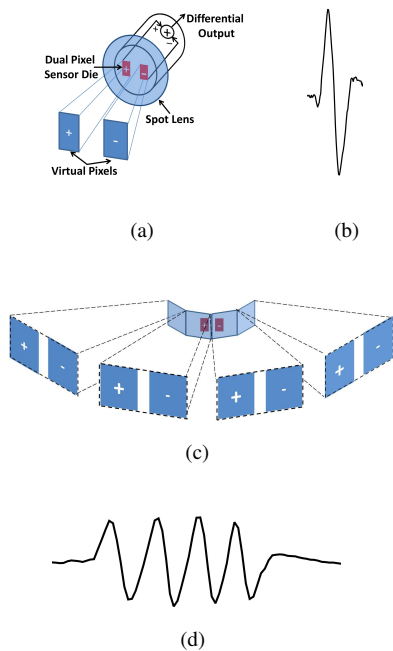 Differential
Output
+
+
-
Dual Pixel
Sensor Die
+
-
Spot Lens
+
-
Virtual Pixels
(a)
(b)
+
-
+
-
+
-
+
-
+
-
(c)
(d)